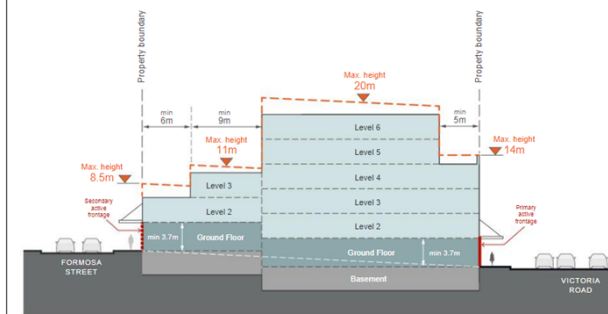 Property boundary
Property boundary
Max. height
20m
min
6m
min
9m
min
5m
Max. height
11m
Max. height
14m
Max. height
8.5m
Level 6
Level 5
Level 4
Level 3
Level 3
Level 2
Level 2
Secondary
active
frontage
Primary
active
frontage
min 3.7m
Ground Floor
Ground Floor
min 3.7m
Basement
FORMOSA
STREET
VICTORIA
ROAD